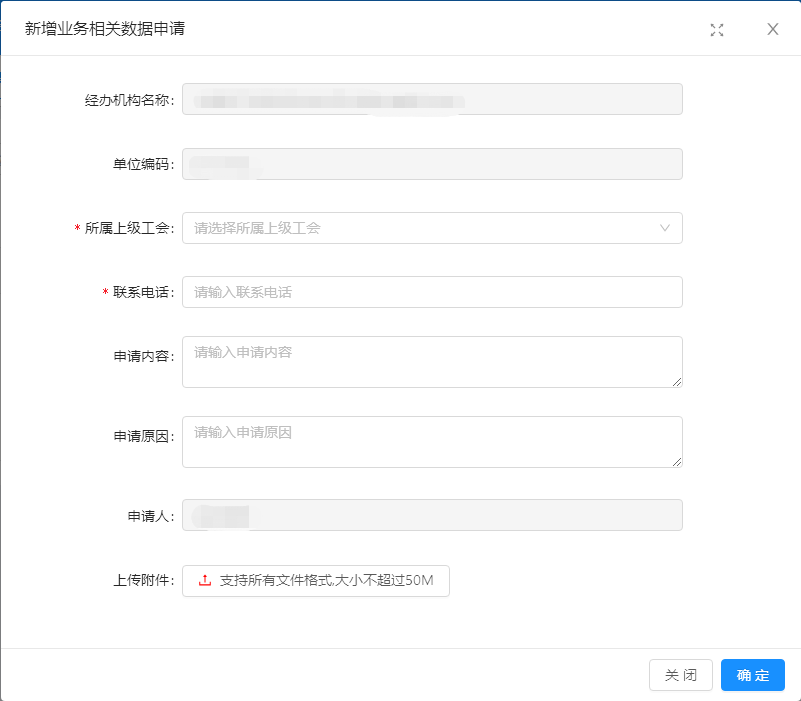 新增业务相关数据申请
经办机构名称:
单位编码:
* 所属上级工会: 请选择所属上级工会
* 联系电话: 请输入联系电话
申请内容: 请输入申请内容
申请原因: 请输入申请原因
申请人:
上传附件: 支持所有文件格式,大小不超过50M
关 闭 确 定